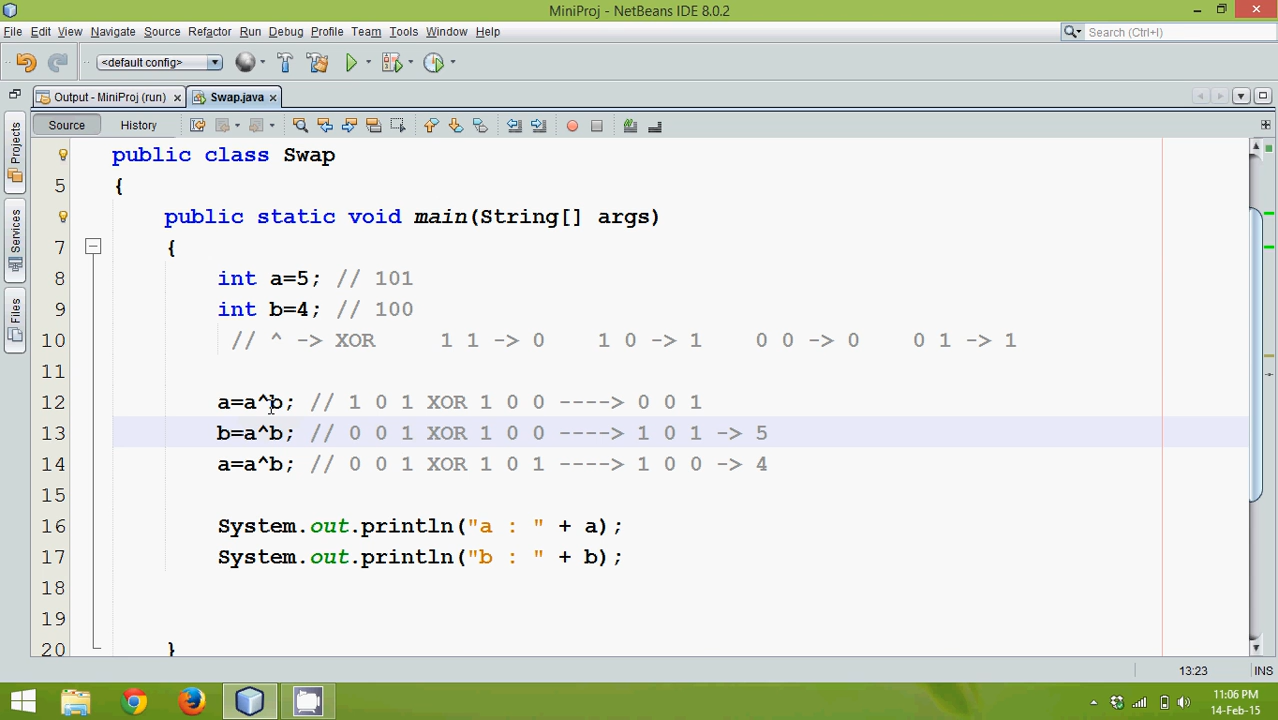 MiniProj - NetBeans IDE 8.0.2
File Edit View Navigate Source Refactor Run Debug Profile Team Tools Window Help
Search (Ctrl+I)
<default config>
Output - MiniProj (run) × Swap.java ×
Source History
Projects
Services
Files
public class Swap
5 {
public static void main(String[] args)
7 {
8 int a=5; // 101
9 int b=4; // 100
10 // ^ -> XOR 1 1 -> 0 1 0 -> 1 0 0 -> 0 0 1 -> 1
11
12 a=a^b; // 1 0 1 XOR 1 0 0 ----> 0 0 1
13 b=a^b; // 0 0 1 XOR 1 0 0 ----> 1 0 1 -> 5
14 a=a^b; // 0 0 1 XOR 1 0 1 ----> 1 0 0 -> 4
15
16 System.out.println("a : " + a);
17 System.out.println("b : " + b);
18
19
20 }
13:23 INS
11:06 PM
14-Feb-15